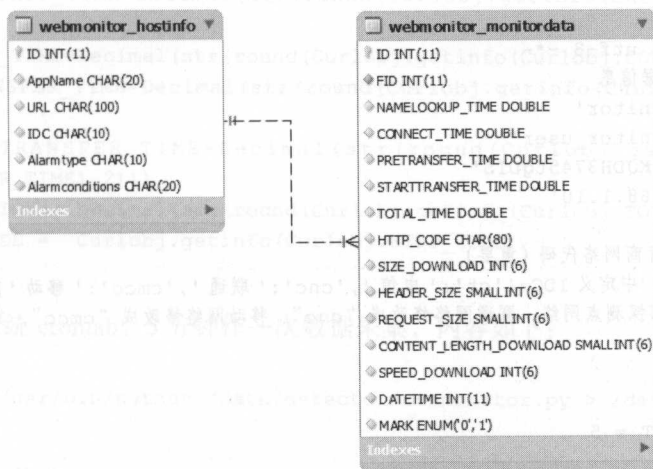 webmonitor_hostinfo
ID INT(11)
AppName CHAR(20)
URL CHAR(100)
IDC CHAR(10)
Alarmtype CHAR(10)
Alarmconditions CHAR(20)
Indexes
webmonitor_monitordata
ID INT(11)
FID INT(11)
NAMELOOKUP_TIME DOUBLE
CONNECT_TIME DOUBLE
PRETRANSFER_TIME DOUBLE
STARTTRANSFER_TIME DOUBLE
TOTAL_TIME DOUBLE
HTTP_CODE CHAR(80)
SIZE_DOWNLOAD INT(6)
HEADER_SIZE SMALLINT(6)
REQUEST_SIZE SMALLINT(6)
CONTENT_LENGTH_DOWNLOAD SMALLINT(6)
SPEED_DOWNLOAD INT(6)
DATETIME INT(11)
MARK ENUM('0','1')
Indexes